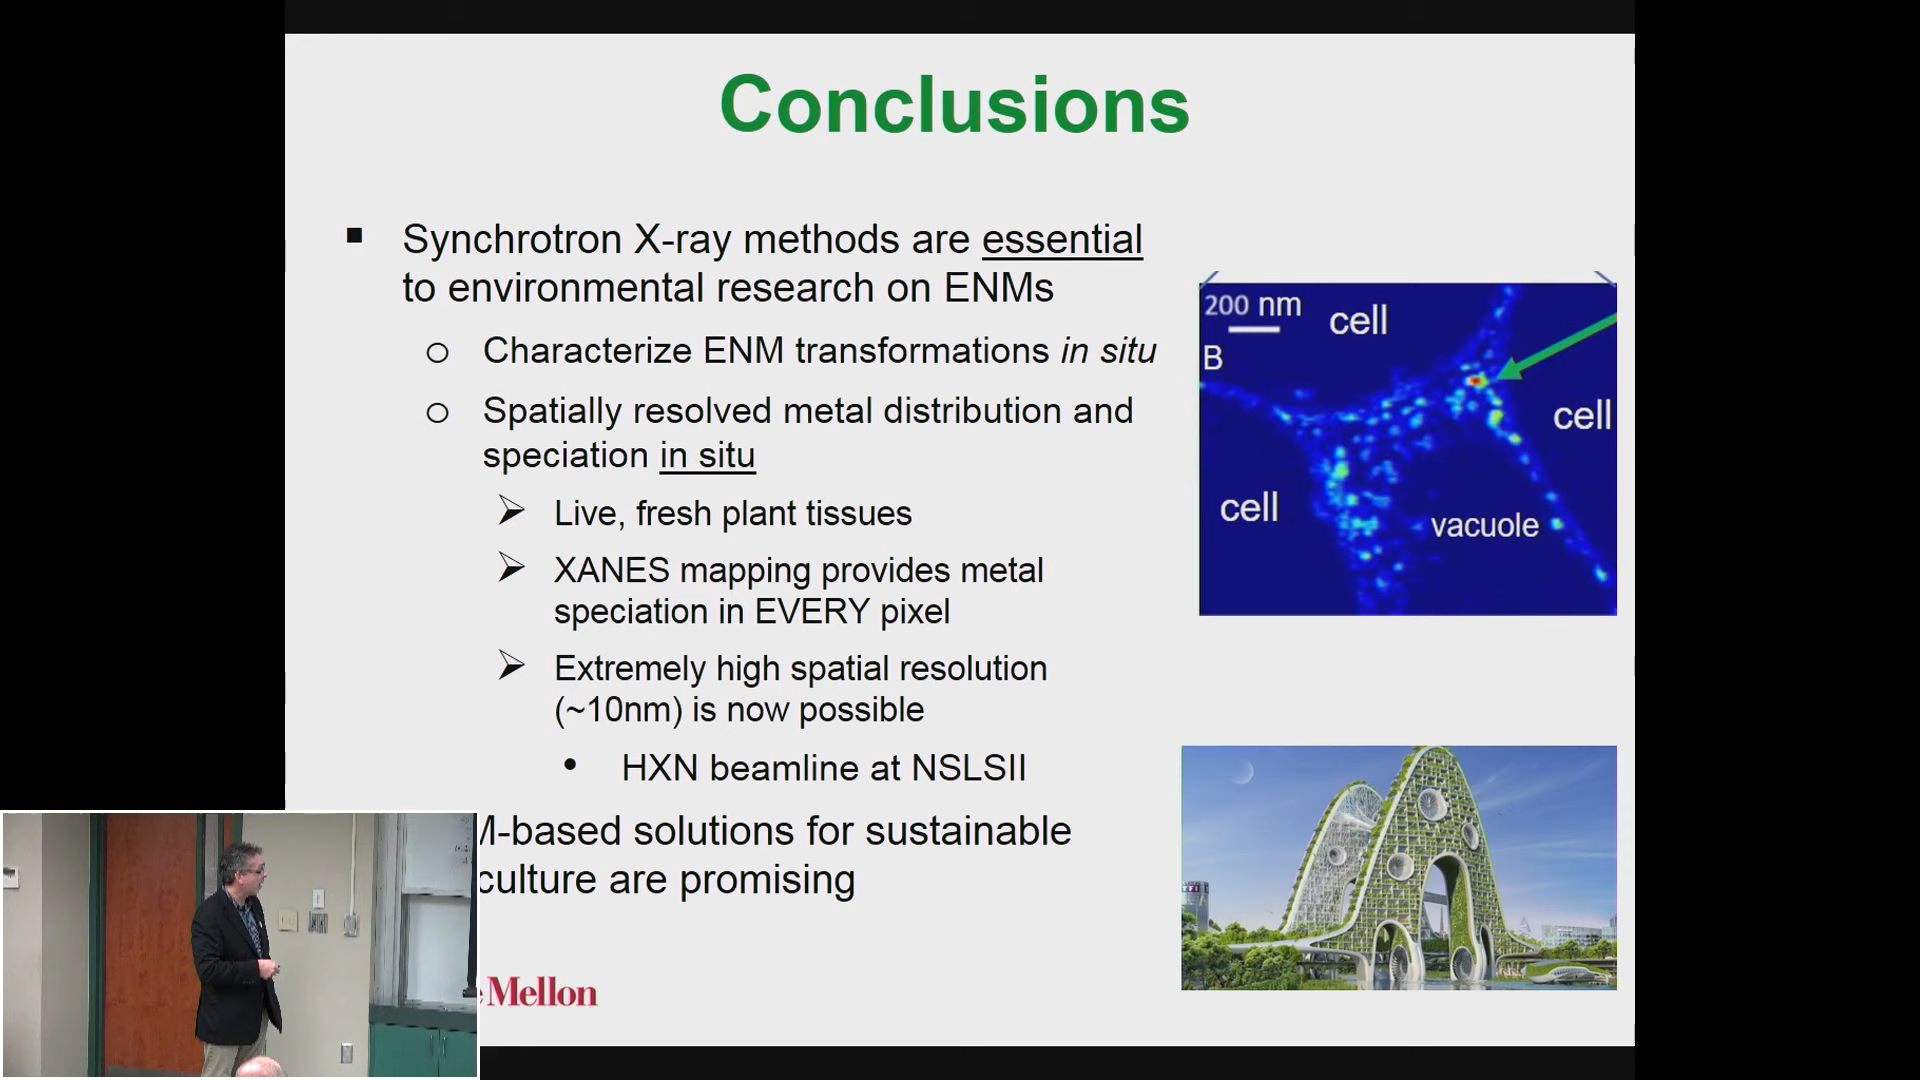 Conclusions
▪ Synchrotron X-ray methods are essential
to environmental research on ENMs
o Characterize ENM transformations in situ
o Spatially resolved metal distribution and
speciation in situ
➢ Live, fresh plant tissues
➢ XANES mapping provides metal
speciation in EVERY pixel
➢ Extremely high spatial resolution
(~10nm) is now possible
• HXN beamline at NSLSII
M-based solutions for sustainable
culture are promising
Mellon
200 nm
cell
B
cell
cell
vacuole